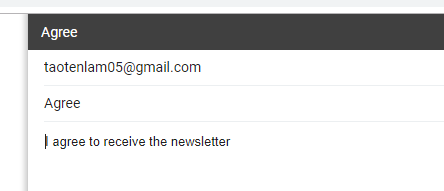 Agree
taotenlam05@gmail.com
Agree
I agree to receive the newsletter